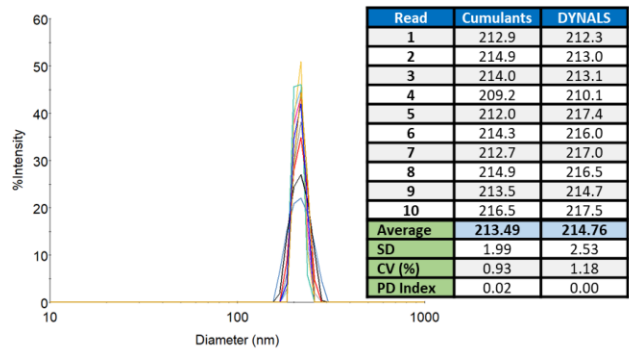 60
50
40
30
20
10
0
%Intensity
10 100 1000
Diameter (nm)
Read Cumulants DYNALS
1 212.9 212.3
2 214.9 213.0
3 214.0 213.1
4 209.2 210.1
5 212.0 217.4
6 214.3 216.0
7 212.7 217.0
8 214.9 216.5
9 213.5 214.7
10 216.5 217.5
Average 213.49 214.76
SD 1.99 2.53
CV (%) 0.93 1.18
PD Index 0.02 0.00